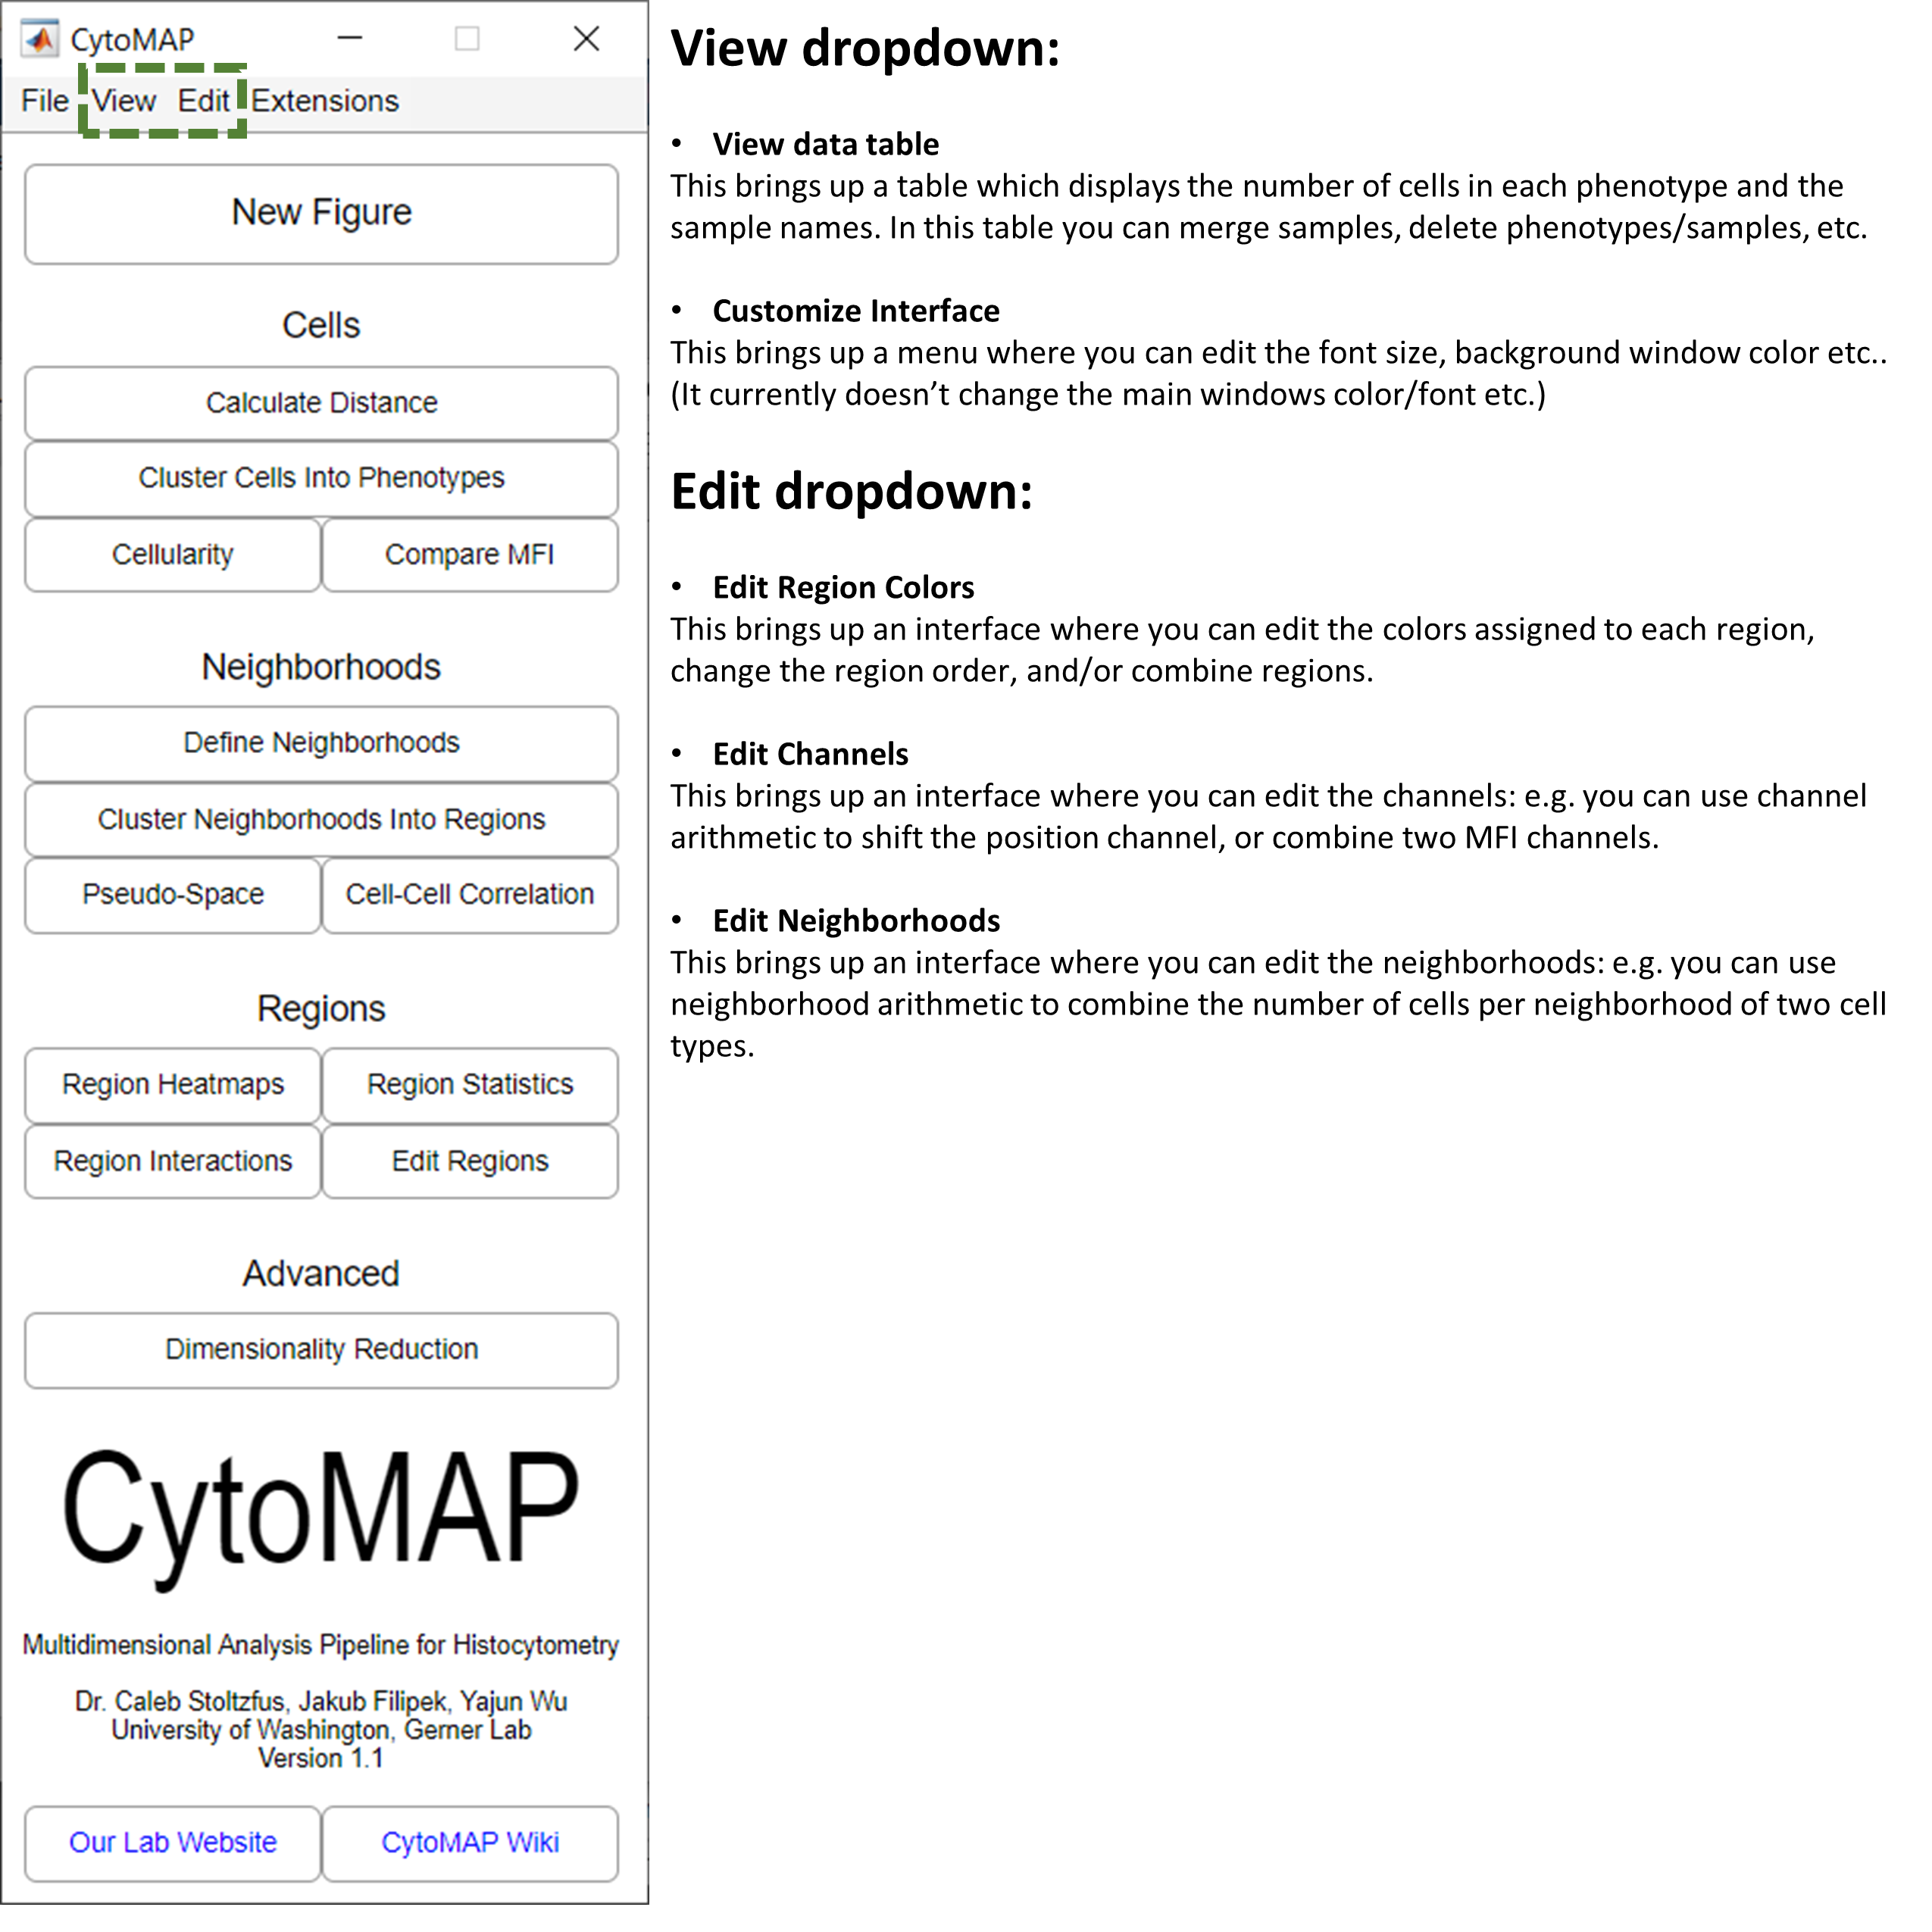 CytoMAP
File View Edit Extensions
New Figure
Cells
Calculate Distance
Cluster Cells Into Phenotypes
Cellularity
Compare MFI
Neighborhoods
Define Neighborhoods
Cluster Neighborhoods Into Regions
Pseudo-Space
Cell-Cell Correlation
Regions
Region Heatmaps
Region Statistics
Region Interactions
Edit Regions
Advanced
Dimensionality Reduction
CytoMAP
Multidimensional Analysis Pipeline for Histocytometry
Dr. Caleb Stoltzfus, Jakub Filipek, Yajun Wu
University of Washington, Gerner Lab
Version 1.1
Our Lab Website
CytoMAP Wiki
View dropdown:
• View data table
This brings up a table which displays the number of cells in each phenotype and the
sample names. In this table you can merge samples, delete phenotypes/samples, etc.
• Customize Interface
This brings up a menu where you can edit the font size, background window color etc..
(It currently doesn’t change the main windows color/font etc.)
Edit dropdown:
• Edit Region Colors
This brings up an interface where you can edit the colors assigned to each region,
change the region order, and/or combine regions.
• Edit Channels
This brings up an interface where you can edit the channels: e.g. you can use channel
arithmetic to shift the position channel, or combine two MFI channels.
• Edit Neighborhoods
This brings up an interface where you can edit the neighborhoods: e.g. you can use
neighborhood arithmetic to combine the number of cells per neighborhood of two cell
types.